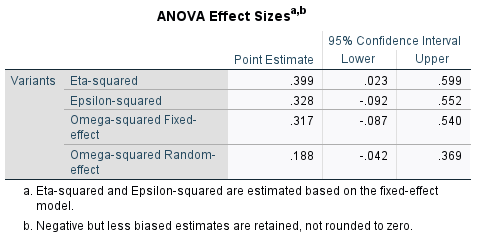 ANOVA Effect Sizesa,b
95% Confidence Interval
Point Estimate Lower Upper
Variants Eta-squared .399 .023 .599
Epsilon-squared .328 -.092 .552
Omega-squared Fixed-
effect .317 -.087 .540
Omega-squared Random-
effect .188 -.042 .369
a. Eta-squared and Epsilon-squared are estimated based on the fixed-effect
model.
b. Negative but less biased estimates are retained, not rounded to zero.